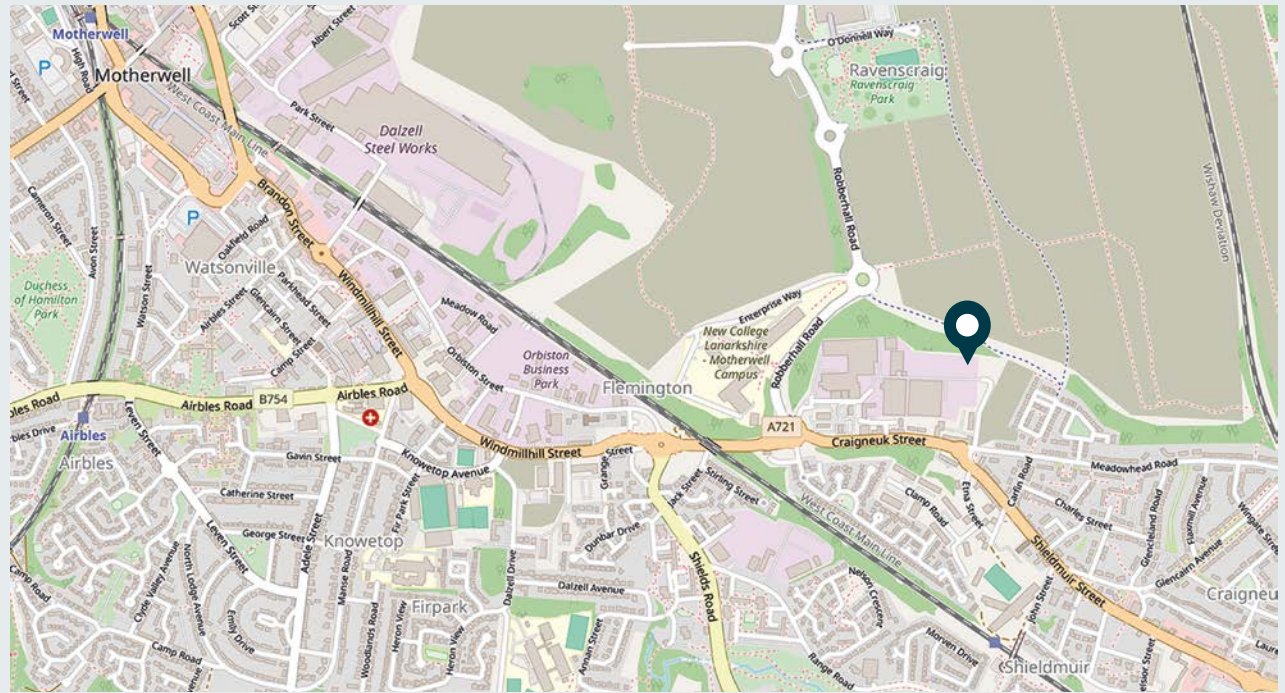 Motherwell
Scott Street
Albert Street
High Road
P
Motherwell
West Coast Main Line
Park Street
Dalzell
Steel Works
O'Donnell Way
Ravenscraig
Ravenscraig
Park
Robberhall Road
Wishaw Deviation
Cameron Street
Avon Street
P
Brandon Street
Oakfield Road
Watsonville
Watson Street
Parkhead Street
Glencairn Street
Airbles Street
Camp Street
Duchess
of Hamilton
Park
Windmillhill Street
Meadow Road
Orbiston Street
Orbiston
Business
Park
Enterprise Way
New College
Lanarkshire
- Motherwell
Campus
Robberhall Road
Flemington
Airbles Road
B754
Airbles Road
bles Road
bles Drive
Airbles
Airbles
Leven Street
Gavin Street
Knowetop Avenue
Windmillhill Street
A721
Craigneuk Street
Meadowhead Road
Grange Street
Jack Street
Stirling Street
West Coast Main Line
Clamp Road
Etna Street
Carlin Road
Charles Street
Glencleland Road
Flaxmill Avenue
Wingate Street
Catherine Street
George Street
Leven Street
Adele Street
Fir Park Street
Knowetop
Manse Road
Dunbar Drive
Dalzell Drive
Shields Road
Shieldmuir Street
Glencairn Avenue
Craigneu
Camp Road
Clyde Valley Avenue
North Lodge Avenue
Emily Drive
Camp Road
Firpark
Woodlands Road
Heron View
Heron View
Dalzell Avenue
Annan Street
Nelson Crescent
Range Road
Morven Drive
John Street
Shieldmuir